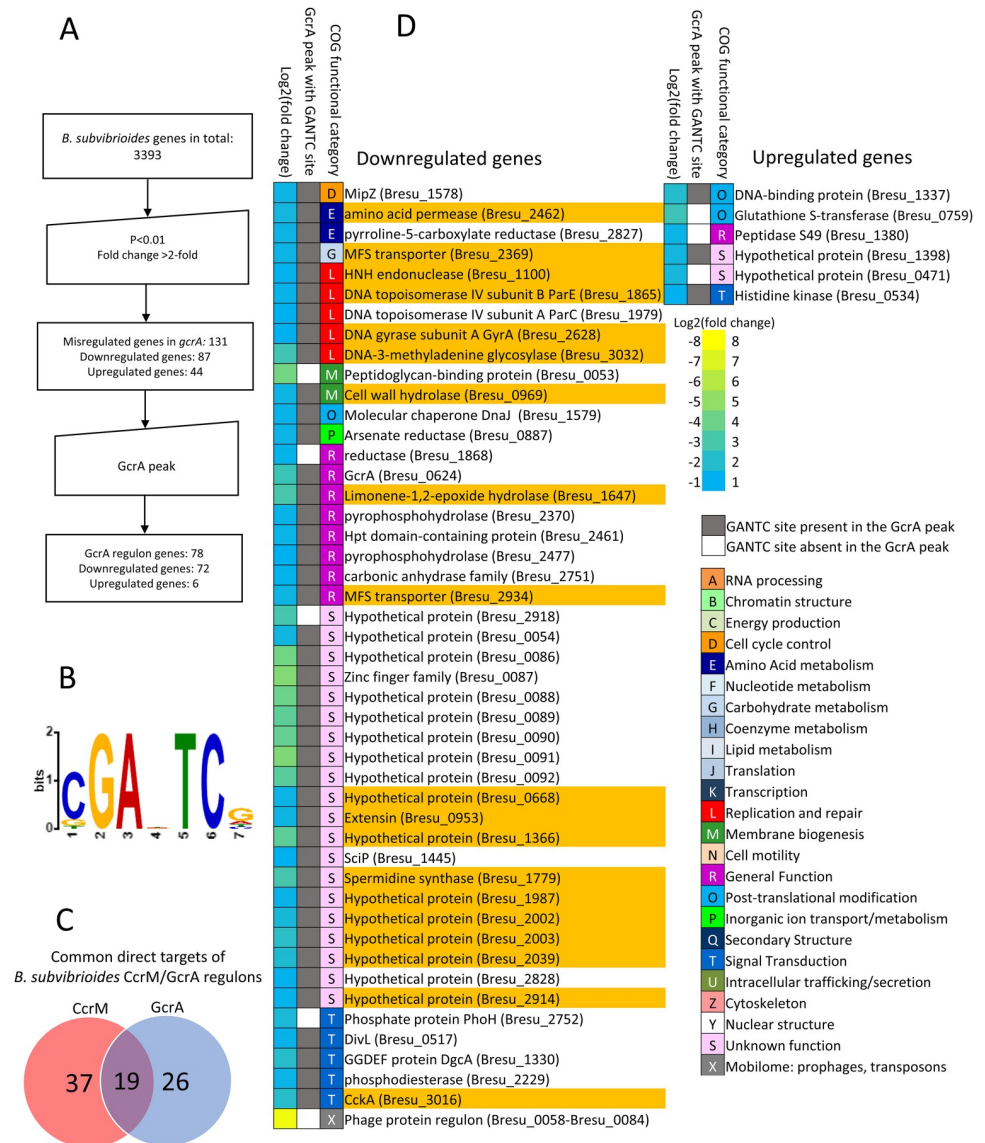 A
B. subvibrioides genes in total:
3393
P<0.01
Fold change >2-fold
Misregulated genes in gcrA: 131
Downregulated genes: 87
Upregulated genes: 44
GcrA peak
GcrA regulon genes: 78
Downregulated genes: 72
Upregulated genes: 6
B
bits
2
1
0
CGA TCG
1 2 3 4 5 6 7
C
Common direct targets of
B. subvibrioides CcrM/GcrA regulons
CcrM GcrA
37 19 26
D
Log2(fold change)
GcrA peak with GANTC site
COG functional category
Downregulated genes
D MipZ (Bresu_1578)
E amino acid permease (Bresu_2462)
E pyrroline-5-carboxylate reductase (Bresu_2827)
G MFS transporter (Bresu_2369)
L HNH endonuclease (Bresu_1100)
L DNA topoisomerase IV subunit B ParE (Bresu_1865)
L DNA topoisomerase IV subunit A ParC (Bresu_1979)
L DNA gyrase subunit A GyrA (Bresu_2628)
L DNA-3-methyladenine glycosylase (Bresu_3032)
M Peptidoglycan-binding protein (Bresu_0053)
M Cell wall hydrolase (Bresu_0969)
O Molecular chaperone DnaJ (Bresu_1579)
P Arsenate reductase (Bresu_0887)
R reductase (Bresu_1868)
R GcrA (Bresu_0624)
R Limonene-1,2-epoxide hydrolase (Bresu_1647)
R pyrophosphohydrolase (Bresu_2370)
R Hpt domain-containing protein (Bresu_2461)
R pyrophosphohydrolase (Bresu_2477)
R carbonic anhydrase family (Bresu_2751)
R MFS transporter (Bresu_2934)
S Hypothetical protein (Bresu_2918)
S Hypothetical protein (Bresu_0054)
S Hypothetical protein (Bresu_0086)
S Zinc finger family (Bresu_0087)
S Hypothetical protein (Bresu_0088)
S Hypothetical protein (Bresu_0089)
S Hypothetical protein (Bresu_0090)
S Hypothetical protein (Bresu_0091)
S Hypothetical protein (Bresu_0092)
S Hypothetical protein (Bresu_0668)
S Extensin (Bresu_0953)
S Hypothetical protein (Bresu_1366)
S SciP (Bresu_1445)
S Spermidine synthase (Bresu_1779)
S Hypothetical protein (Bresu_1987)
S Hypothetical protein (Bresu_2002)
S Hypothetical protein (Bresu_2003)
S Hypothetical protein (Bresu_2039)
S Hypothetical protein (Bresu_2828)
S Hypothetical protein (Bresu_2914)
T Phosphate protein PhoH (Bresu_2752)
T DivL (Bresu_0517)
T GGDEF protein DgcA (Bresu_1330)
T phosphodiesterase (Bresu_2229)
T CckA (Bresu_3016)
X Phage protein regulon (Bresu_0058-Bresu_0084)
Log2(fold change)
GcrA peak with GANTC site
COG functional category
Upregulated genes
O DNA-binding protein (Bresu_1337)
O Glutathione S-transferase (Bresu_0759)
R Peptidase S49 (Bresu_1380)
S Hypothetical protein (Bresu_1398)
S Hypothetical protein (Bresu_0471)
T Histidine kinase (Bresu_0534)
Log2(fold change)
-8 8
-7 7
-6 6
-5 5
-4 4
-3 3
-2 2
-1 1
GANTC site present in the GcrA peak
GANTC site absent in the GcrA peak
A RNA processing
B Chromatin structure
C Energy production
D Cell cycle control
E Amino Acid metabolism
F Nucleotide metabolism
G Carbohydrate metabolism
H Coenzyme metabolism
I Lipid metabolism
J Translation
K Transcription
L Replication and repair
M Membrane biogenesis
N Cell motility
R General Function
O Post-translational modification
P Inorganic ion transport/metabolism
Q Secondary Structure
T Signal Transduction
U Intracellular trafficking/secretion
Z Cytoskeleton
Y Nuclear structure
S Unknown function
X Mobilome: prophages, transposons